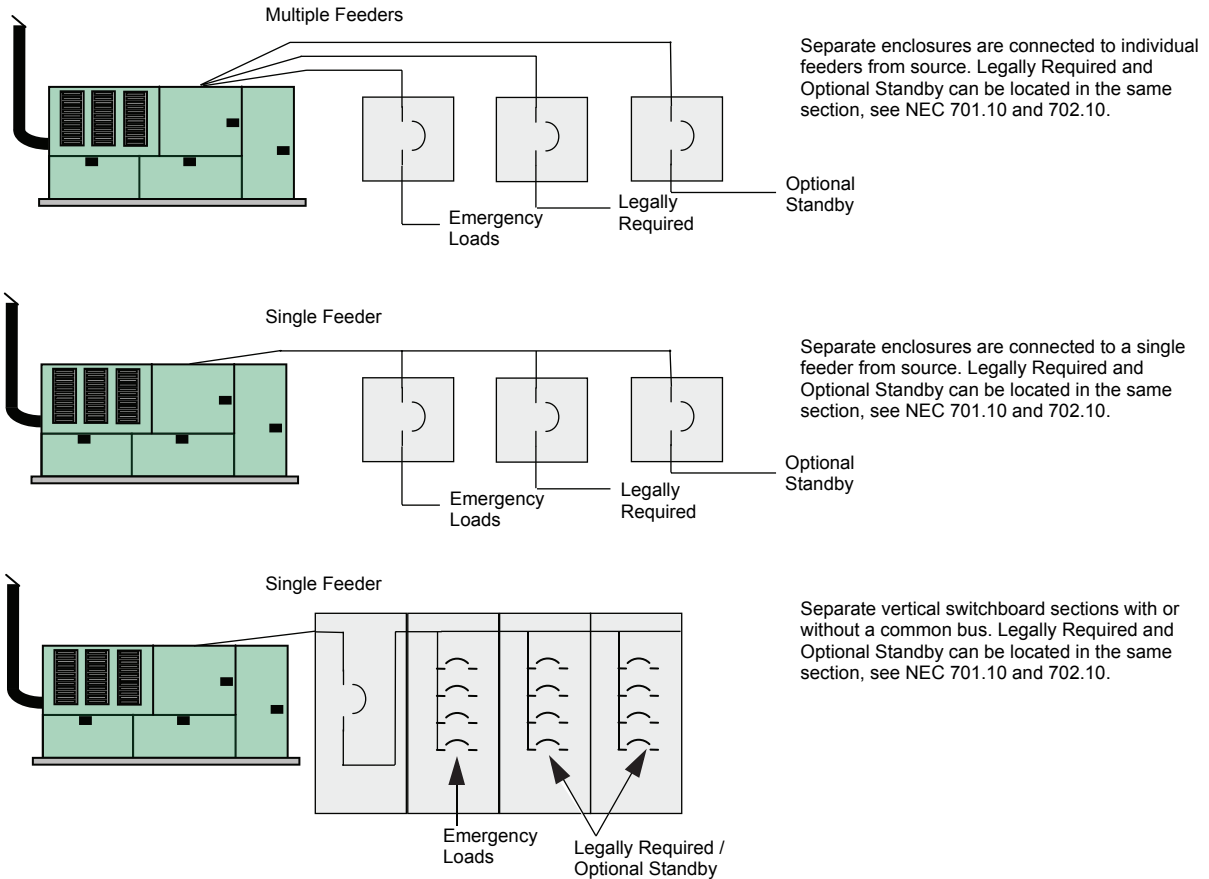 Multiple Feeders
Separate enclosures are connected to individual
feeders from source. Legally Required and
Optional Standby can be located in the same
section, see NEC 701.10 and 702.10.
Emergency
Loads
Legally
Required
Optional
Standby
Single Feeder
Separate enclosures are connected to a single
feeder from source. Legally Required and
Optional Standby can be located in the same
section, see NEC 701.10 and 702.10.
Emergency
Loads
Legally
Required
Optional
Standby
Single Feeder
Separate vertical switchboard sections with or
without a common bus. Legally Required and
Optional Standby can be located in the same
section, see NEC 701.10 and 702.10.
Emergency
Loads
Legally Required /
Optional Standby